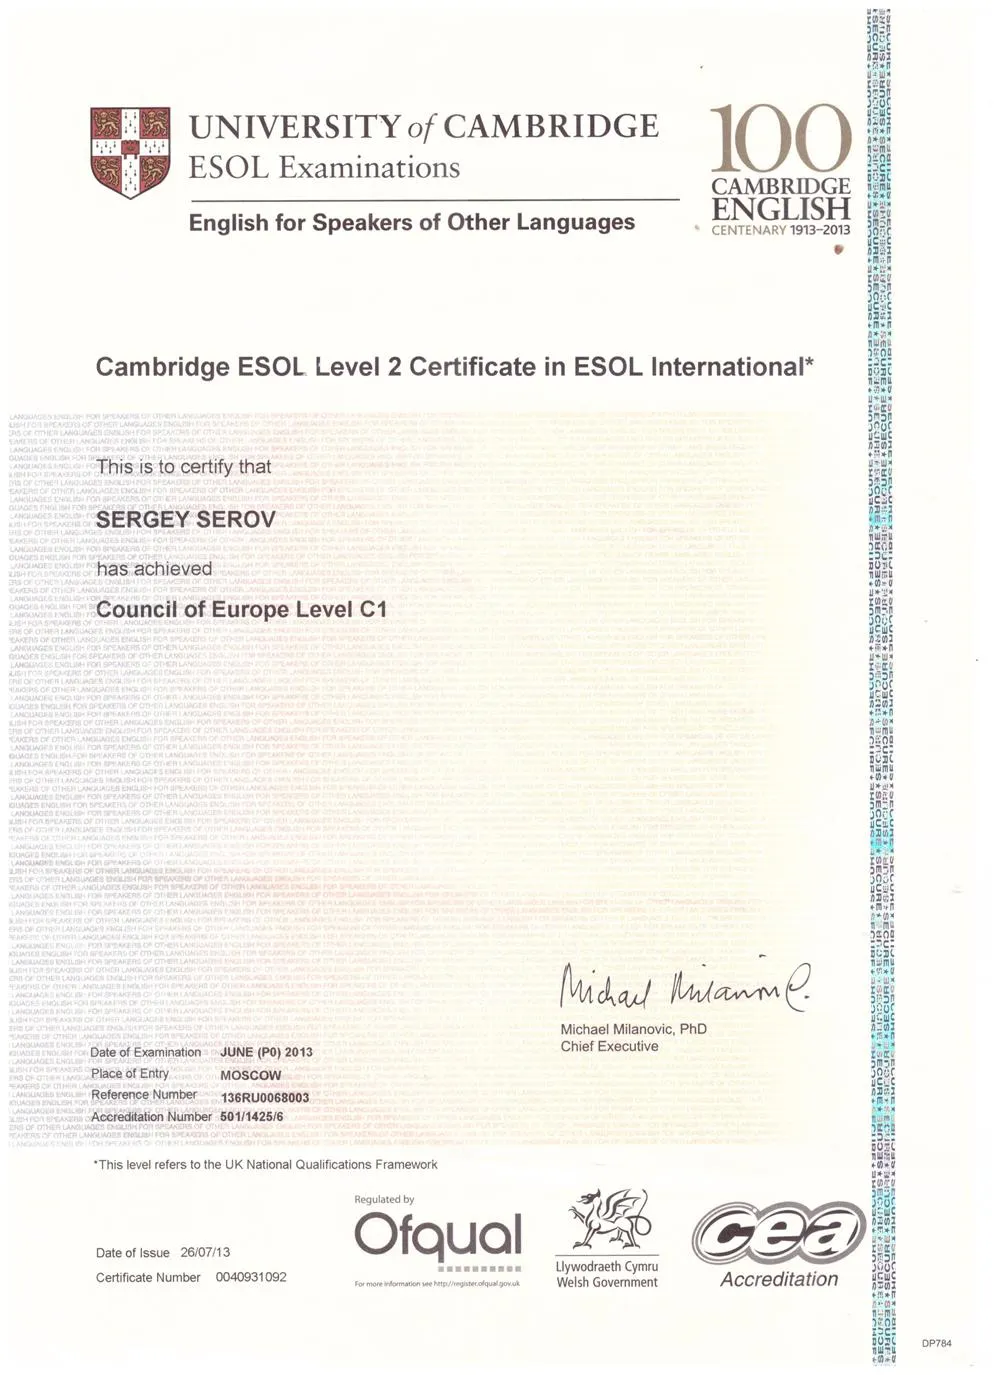 UNIVERSITY of CAMBRIDGE
ESOL Examinations
English for Speakers of Other Languages
100
CAMBRIDGE
ENGLISH
CENTENARY 1913–2013
Cambridge ESOL Level 2 Certificate in ESOL International*
This is to certify that
SERGEY SEROV
has achieved
Council of Europe Level C1
Michael Milanovic
Michael Milanovic, PhD
Chief Executive
Date of Examination JUNE (P0) 2013
Place of Entry MOSCOW
Reference Number 136RU0068003
Accreditation Number 501/1425/6
*This level refers to the UK National Qualifications Framework
Date of Issue 26/07/13
Certificate Number 0040931092
Regulated by
Ofqual
For more information see http://register.ofqual.gov.uk
Llywodraeth Cymru
Welsh Government
cea
Accreditation
DP784